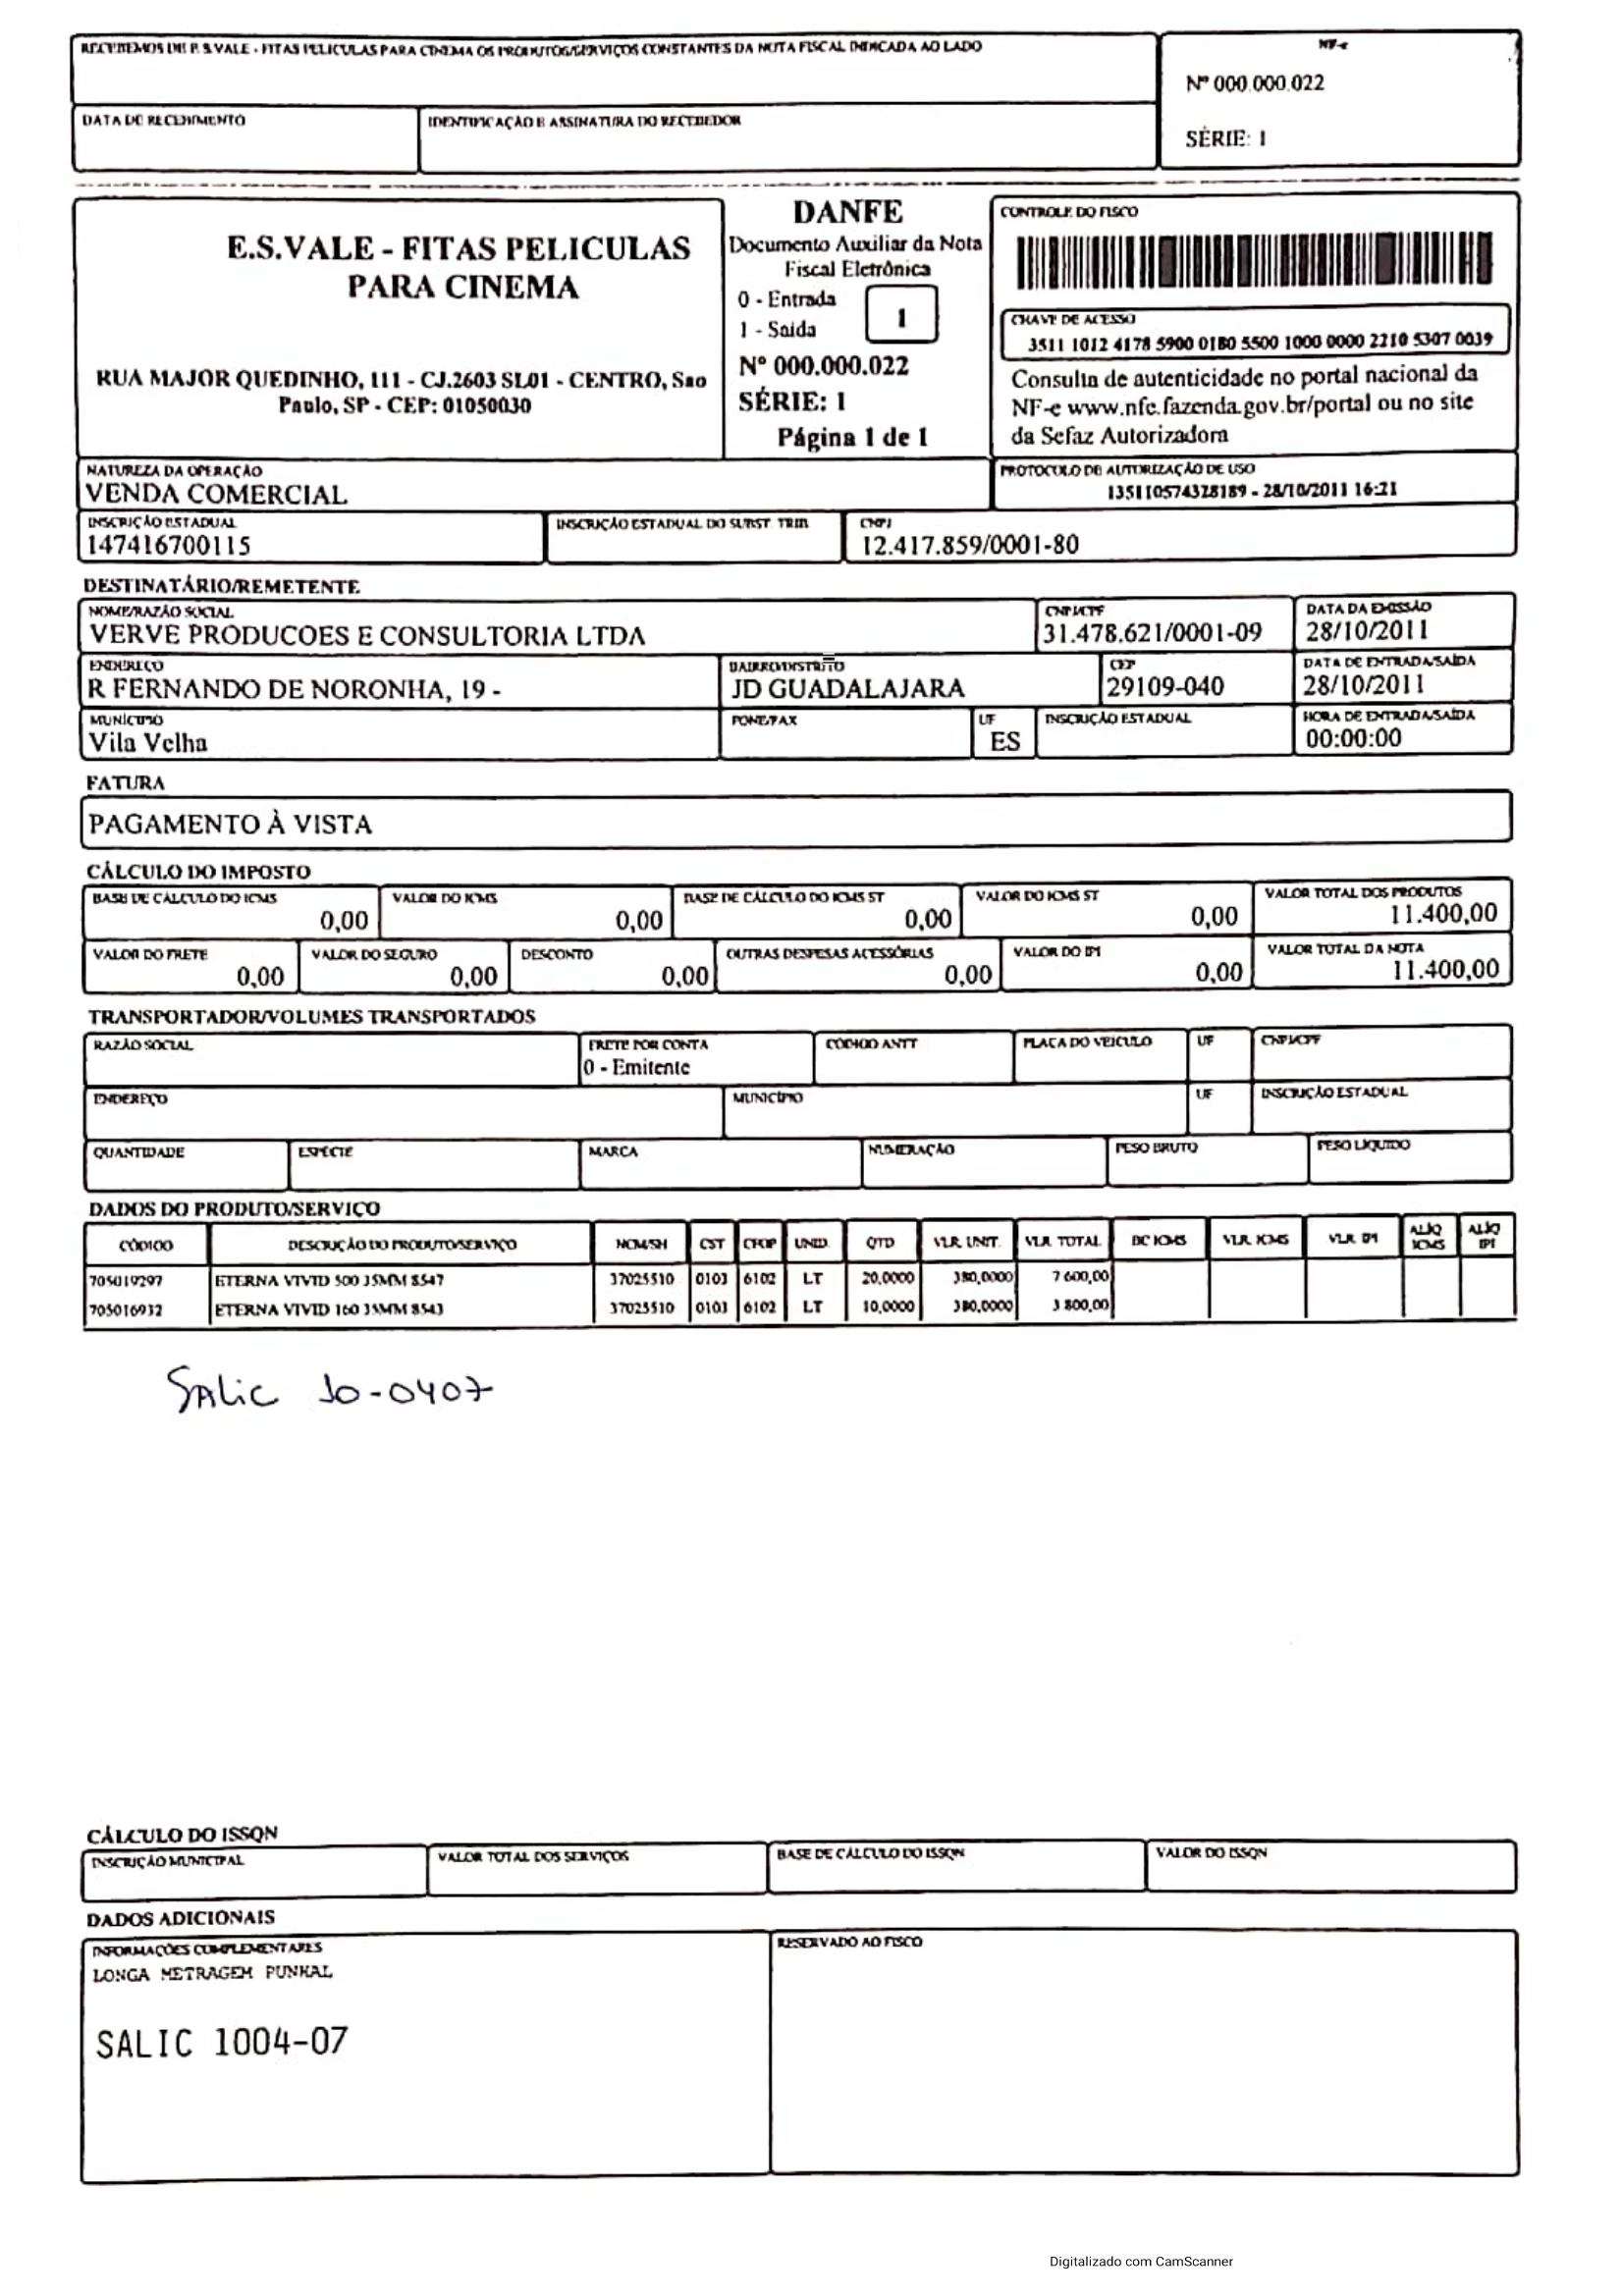 RECEBEMOS DE E.S.VALE - FITAS PELICULAS PARA CINEMA OS PRODUTOS/SERVIÇOS CONSTANTES DA NOTA FISCAL INDICADA AO LADO
NF-e
Nº 000.000.022
SÉRIE: 1
DATA DE RECEBIMENTO
IDENTIFICAÇÃO E ASSINATURA DO RECEBEDOR
E.S.VALE - FITAS PELICULAS
PARA CINEMA
RUA MAJOR QUEDINHO, 111 - CJ.2603 SL01 - CENTRO, Sao
Paulo, SP - CEP: 01050030
DANFE
Documento Auxiliar da Nota
Fiscal Eletrônica
0 - Entrada
1 - Saida
1
Nº 000.000.022
SÉRIE: 1
Página 1 de 1
CONTROLE DO FISCO
CHAVE DE ACESSO
3511 1012 4178 5900 0180 5500 1000 0000 2210 5307 0039
Consulta de autenticidade no portal nacional da
NF-e www.nfe.fazenda.gov.br/portal ou no site
da Sefaz Autorizadora
NATUREZA DA OPERAÇÃO
VENDA COMERCIAL
PROTOCOLO DE AUTORIZAÇÃO DE USO
135110574328189 - 28/10/2011 16:21
INSCRIÇÃO ESTADUAL
147416700115
INSCRIÇÃO ESTADUAL DO SUBST. TRIB.
CNPJ
12.417.859/0001-80
DESTINATÁRIO/REMETENTE
NOME/RAZÃO SOCIAL
VERVE PRODUCOES E CONSULTORIA LTDA
CNPJ/CPF
31.478.621/0001-09
DATA DA EMISSÃO
28/10/2011
ENDEREÇO
R FERNANDO DE NORONHA, 19 -
BAIRRO/DISTRITO
JD GUADALAJARA
CEP
29109-040
DATA DE ENTRADA/SAÍDA
28/10/2011
MUNICÍPIO
Vila Velha
FONE/FAX
UF
ES
INSCRIÇÃO ESTADUAL
HORA DE ENTRADA/SAÍDA
00:00:00
FATURA
PAGAMENTO À VISTA
CÁLCULO DO IMPOSTO
BASE DE CÁLCULO DO ICMS
0,00
VALOR DO ICMS
0,00
BASE DE CÁLCULO DO ICMS ST
0,00
VALOR DO ICMS ST
0,00
VALOR TOTAL DOS PRODUTOS
11.400,00
VALOR DO FRETE
0,00
VALOR DO SEGURO
0,00
DESCONTO
0,00
OUTRAS DESPESAS ACESSÓRIAS
0,00
VALOR DO IPI
0,00
VALOR TOTAL DA NOTA
11.400,00
TRANSPORTADOR/VOLUMES TRANSPORTADOS
RAZÃO SOCIAL
FRETE POR CONTA
0 - Emitente
CÓDIGO ANTT
PLACA DO VEICULO
UF
CNPJ/CPF
ENDEREÇO
MUNICÍPIO
UF
INSCRIÇÃO ESTADUAL
QUANTIDADE
ESPÉCIE
MARCA
NUMERAÇÃO
PESO BRUTO
PESO LIQUIDO
DADOS DO PRODUTO/SERVIÇO
CÓDIGO DESCRIÇÃO DO PRODUTO/SERVIÇO NCM/SH CST CFOP UNID. QTD VLR. UNIT. VLR. TOTAL BC ICMS VLR. ICMS VLR. IPI ALÍQ ICMS ALÍQ IPI
705019297 ETERNA VIVID 500 35MM 8547 37025510 0103 6102 LT 20,0000 380,0000 7 600,00
705016932 ETERNA VIVID 160 35MM 8543 37025510 0103 6102 LT 10,0000 380,0000 3 800,00
SALIC 10-0407
CÁLCULO DO ISSQN
INSCRIÇÃO MUNICIPAL
VALOR TOTAL DOS SERVIÇOS
BASE DE CÁLCULO DO ISSQN
VALOR DO ISSQN
DADOS ADICIONAIS
INFORMAÇÕES COMPLEMENTARES
LONGA METRAGEM PUNHAL
SALIC 1004-07
RESERVADO AO FISCO
Digitalizado com CamScanner